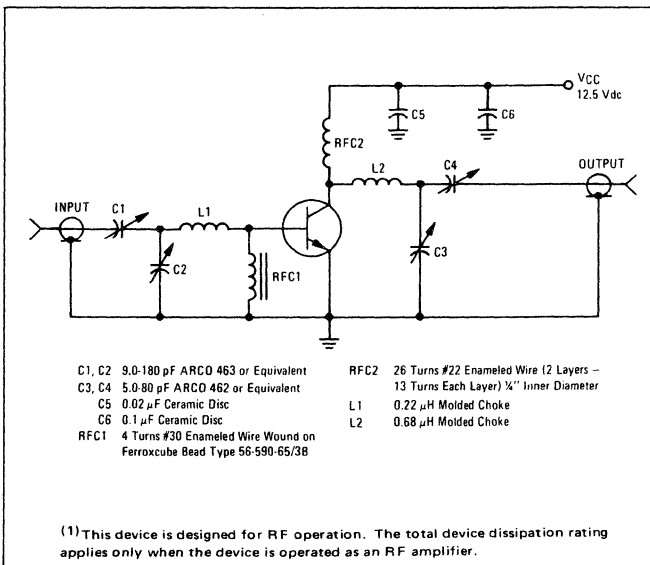 VCC
12.5 Vdc
C5
C6
RFC2
L2
C4
OUTPUT
INPUT
C1
L1
C2
RFC1
C3
C1, C2 9.0-180 pF ARCO 463 or Equivalent
C3, C4 5.0-80 pF ARCO 462 or Equivalent
C5 0.02 μF Ceramic Disc
C6 0.1 μF Ceramic Disc
RFC1 4 Turns #30 Enameled Wire Wound on
Ferroxcube Bead Type 56-590-65/3B
RFC2 26 Turns #22 Enameled Wire (2 Layers –
13 Turns Each Layer) ¼" Inner Diameter
L1 0.22 μH Molded Choke
L2 0.68 μH Molded Choke
(1) This device is designed for RF operation. The total device dissipation rating
applies only when the device is operated as an RF amplifier.